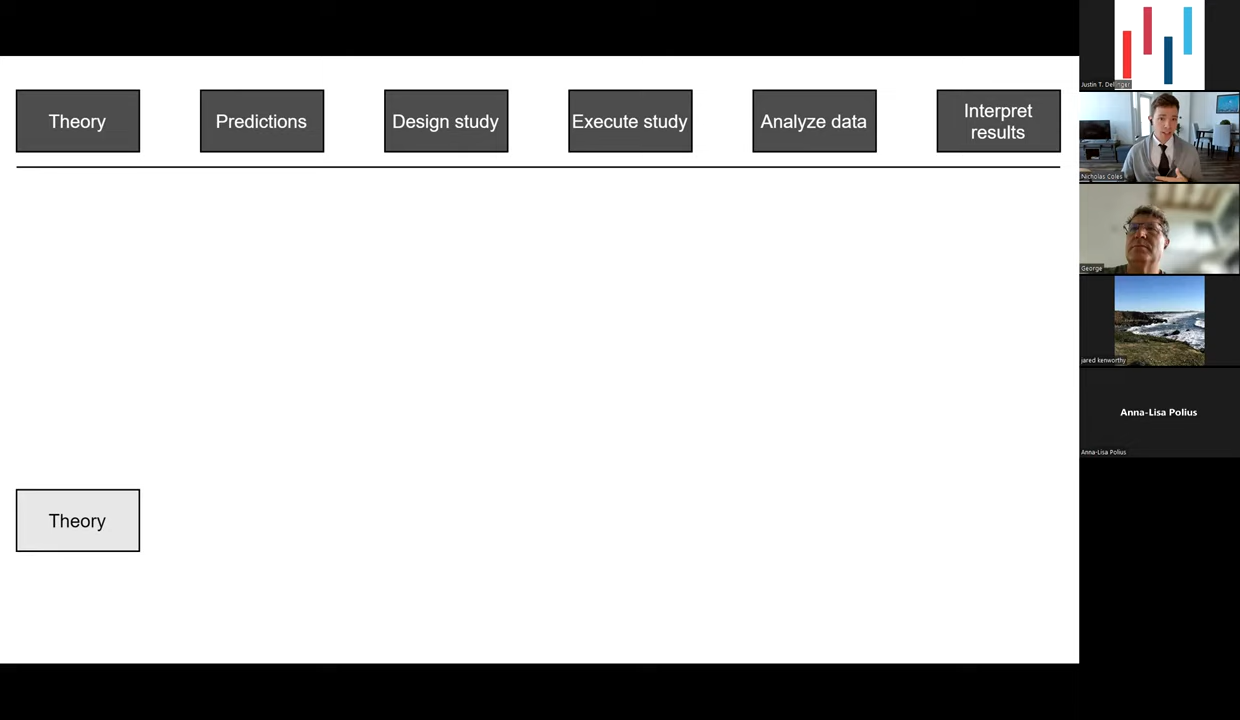 Theory
Predictions
Design study
Execute study
Analyze data
Interpret
results
Theory
Justin T. Dellinger
Nicholas Coles
George
jared kenworthy
Anna-Lisa Polius
Anna-Lisa Polius